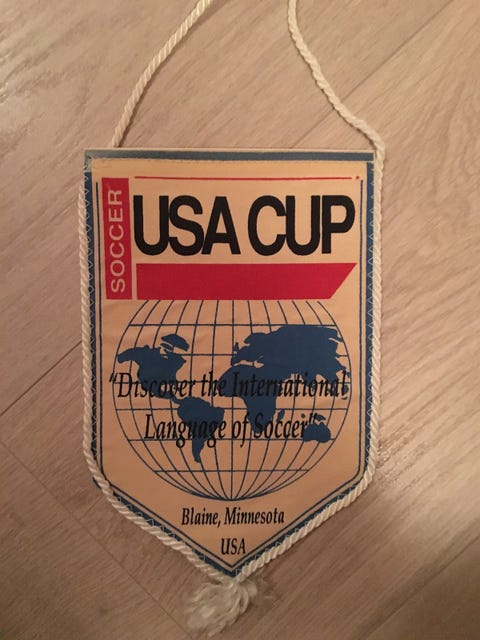 SOCCER
USA CUP
"Discover the International
Language of Soccer"
Blaine, Minnesota
USA